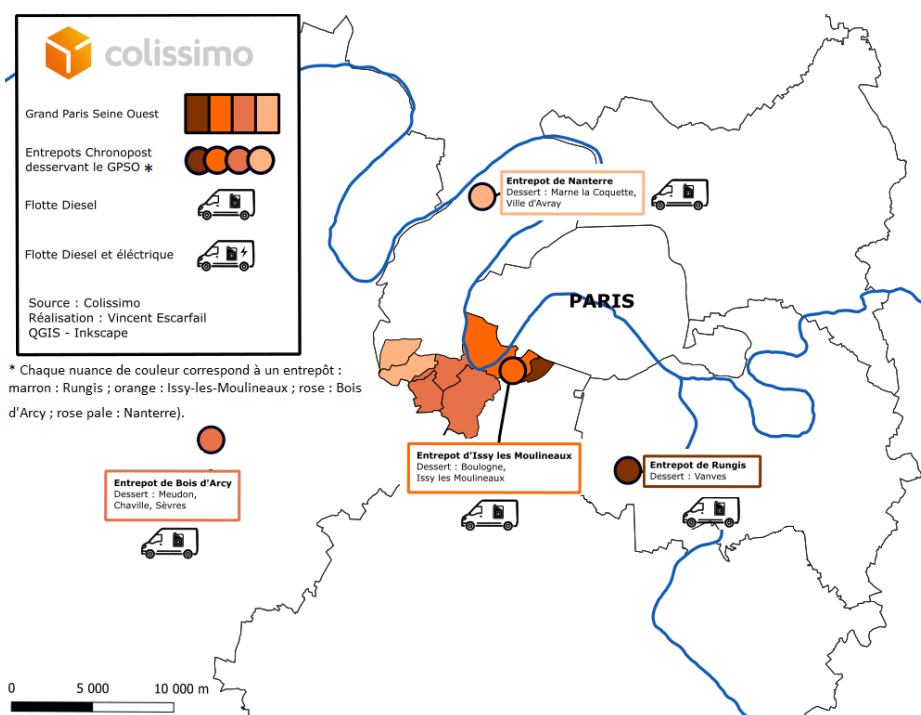 colissimo
Grand Paris Seine Ouest
Entrepots Chronopost
desservant le GPSO *
Flotte Diesel
Flotte Diesel et éléctrique
Source : Colissimo
Réalisation : Vincent Escarfail
QGIS - Inkscape
* Chaque nuance de couleur correspond à un entrepôt :
marron : Rungis ; orange : Issy-les-Moulineaux ; rose : Bois
d'Arcy ; rose pale : Nanterre).
Entrepot de Nanterre
Dessert : Marne la Coquette,
Ville d'Avray
PARIS
Entrepot d'Issy les Moulineaux
Dessert : Boulogne,
Issy les Moulineaux
Entrepot de Rungis
Dessert : Vanves
Entrepot de Bois d'Arcy
Dessert : Meudon,
Chaville, Sèvres
0 5 000 10 000 m